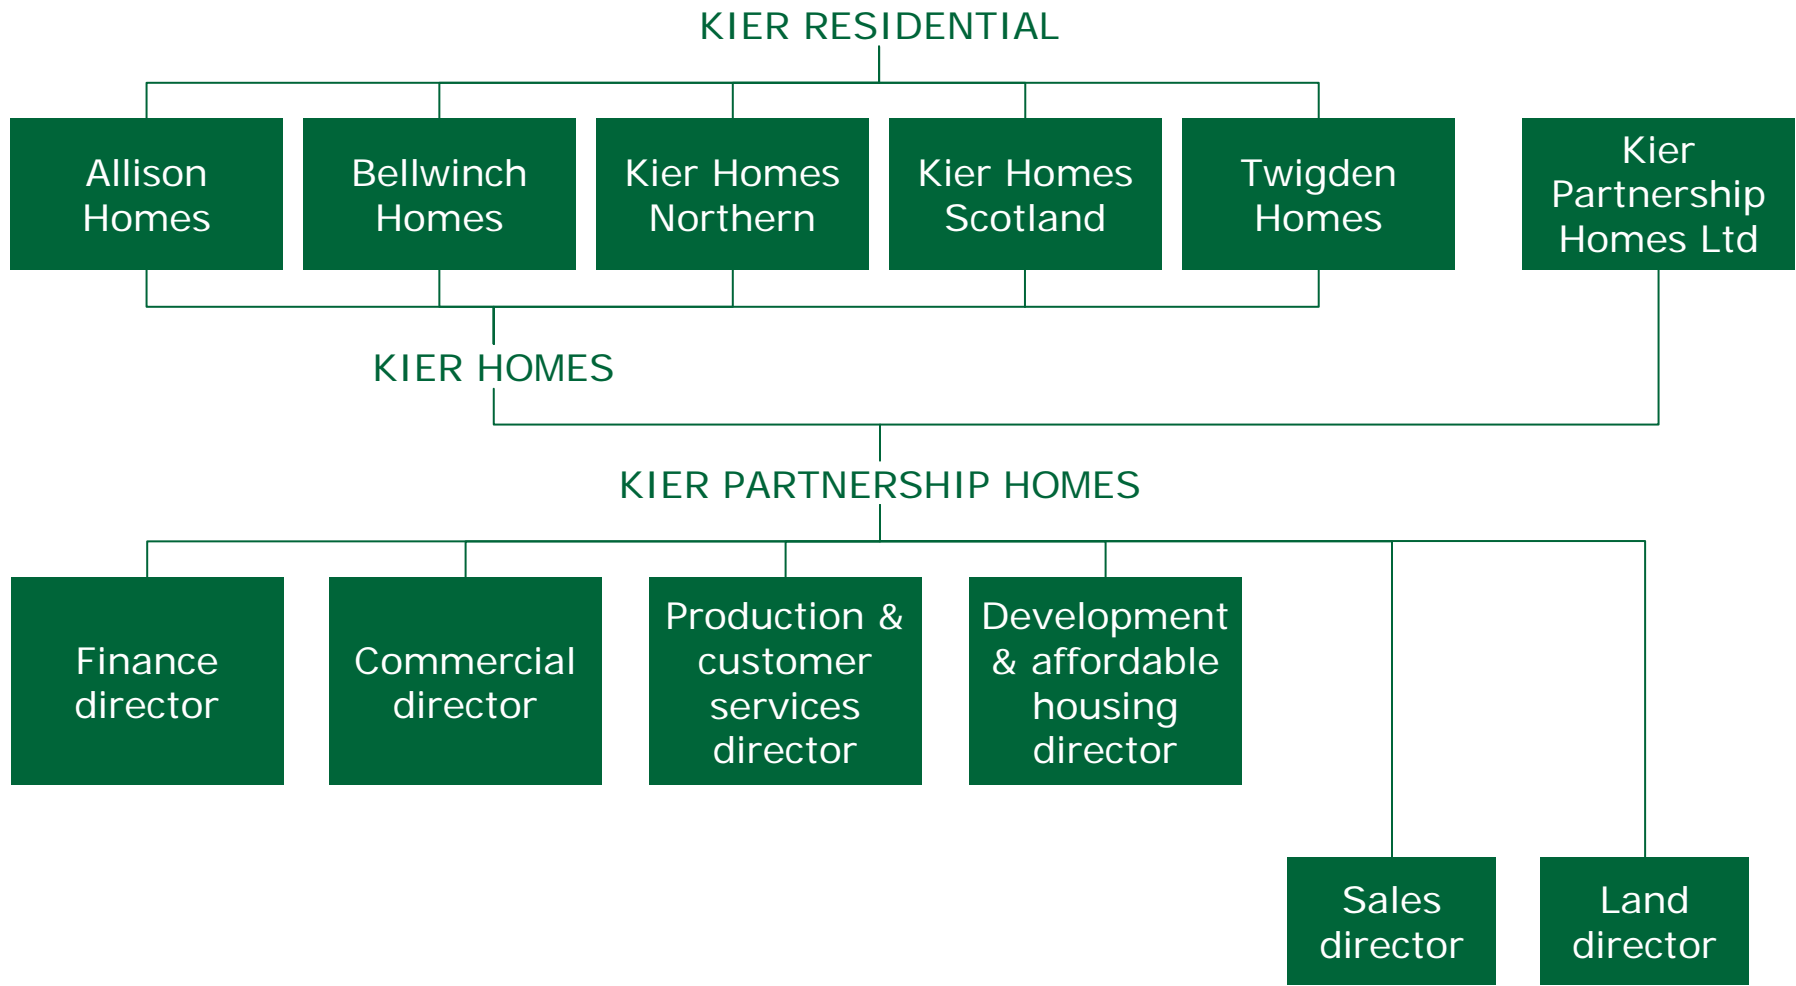 KIER RESIDENTIAL
Allison
Homes
Bellwinch
Homes
Kier Homes
Northern
Kier Homes
Scotland
Twigden
Homes
Kier
Partnership
Homes Ltd
KIER HOMES
KIER PARTNERSHIP HOMES
Finance
director
Commercial
director
Production &
customer
services
director
Development
& affordable
housing
director
Sales
director
Land
director